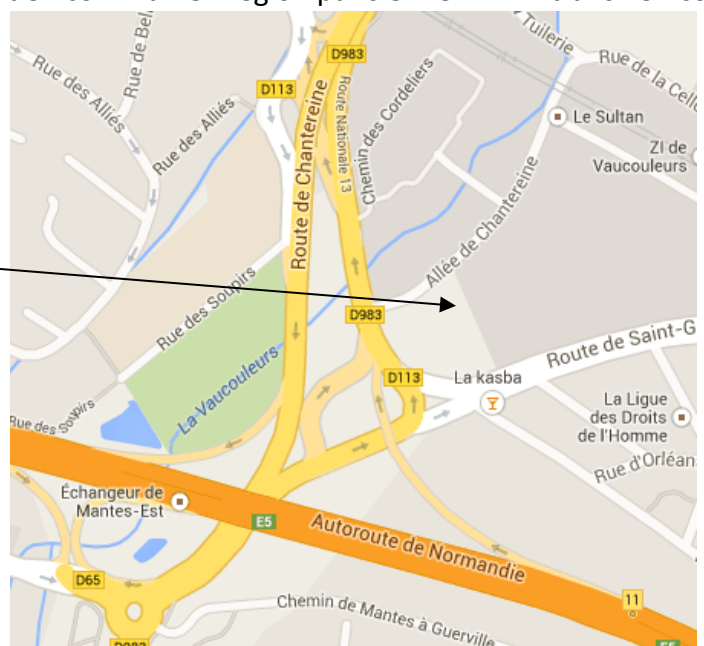 D983
Tuilerie
Rue de la Celle
Rue de Bel
Rue des Alliés
D113
Rue des Alliés
Route de Chantereine
Route Nationale 13
Chemin des Cordeliers
Le Sultan
ZI de
Vaucouleurs
Allée de Chantereine
Rue des Soupirs
D983
La Vaucouleurs
D113
La kasba
Route de Saint-G
La Ligue
des Droits
de l'Homme
Rue des Soupirs
Rue d'Orléan
Échangeur de
Mantes-Est
E5
Autoroute de Normandie
D65
11
Chemin de Mantes à Guerville
D983
E5